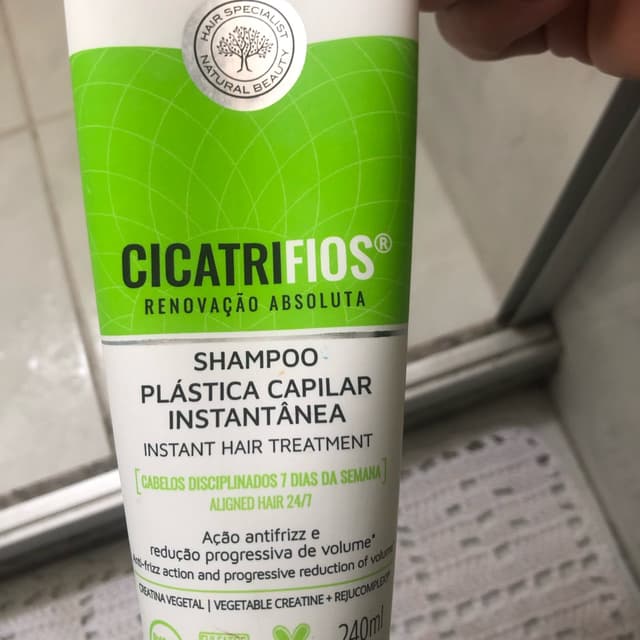 HAIR SPECIALIST
NATURAL BEAUTY
CICATRIFIOS®
RENOVAÇÃO ABSOLUTA
SHAMPOO
PLÁSTICA CAPILAR
INSTANTÂNEA
INSTANT HAIR TREATMENT
[CABELOS DISCIPLINADOS 7 DIAS DA SEMANA]
ALIGNED HAIR 24/7
Ação antifrizz e
redução progressiva de volume*
Anti-frizz action and progressive reduction of volume
CREATINA VEGETAL | VEGETABLE CREATINE + REJUCOMPLEX
240ml